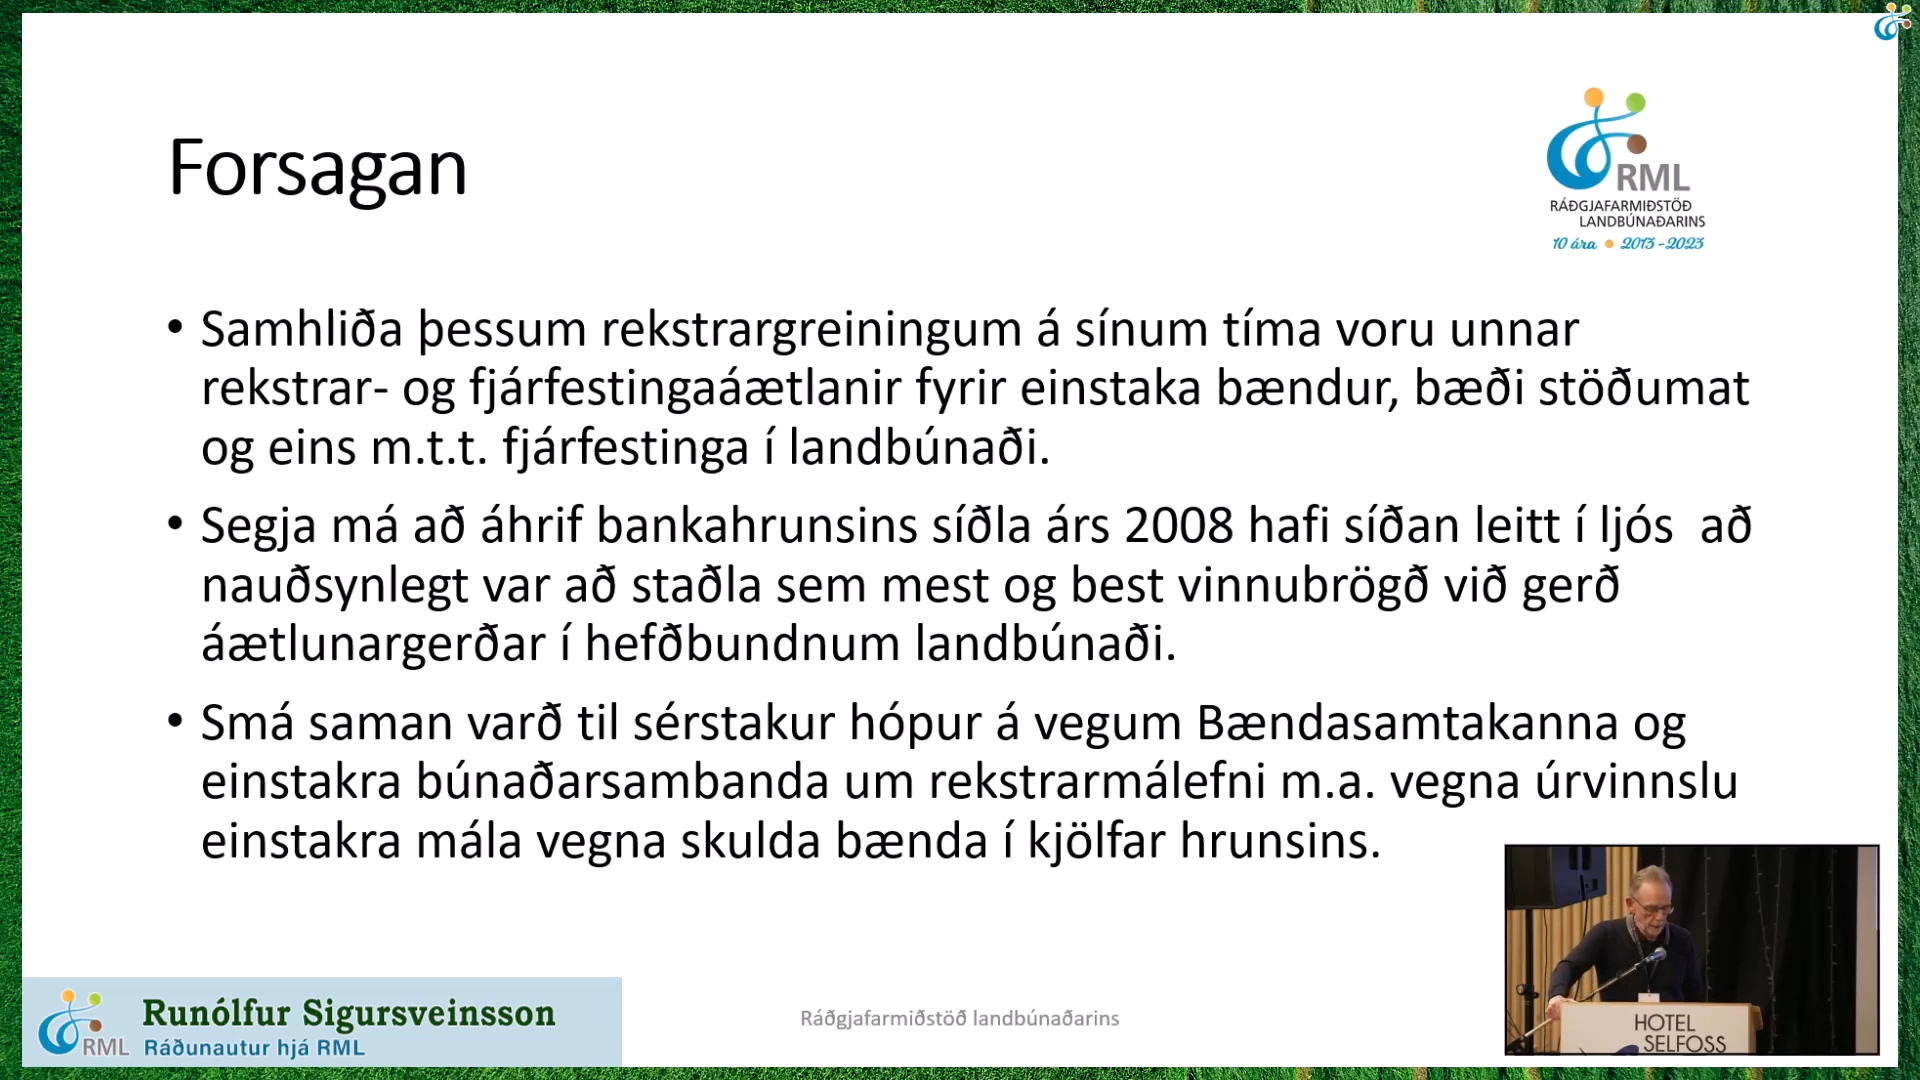 Forsagan
RML
RÁÐGJAFARMIÐSTÖÐ
LANDBÚNAÐARINS
10 ára • 2013-2023
• Samhliða þessum rekstrargreiningum á sínum tíma voru unnar
rekstrar- og fjárfestingaáætlanir fyrir einstaka bændur, bæði stöðumat
og eins m.t.t. fjárfestinga í landbúnaði.
• Segja má að áhrif bankahrunsins síðla árs 2008 hafi síðan leitt í ljós  að
nauðsynlegt var að staðla sem mest og best vinnubrögð við gerð
áætlunargerðar í hefðbundnum landbúnaði.
• Smá saman varð til sérstakur hópur á vegum Bændasamtakanna og
einstakra búnaðarsambanda um rekstrarmálefni m.a. vegna úrvinnslu
einstakra mála vegna skulda bænda í kjölfar hrunsins.
RML
Runólfur Sigursveinsson
Ráðunautur hjá RML
Ráðgjafarmiðstöð landbúnaðarins
HOTEL
SELFOSS